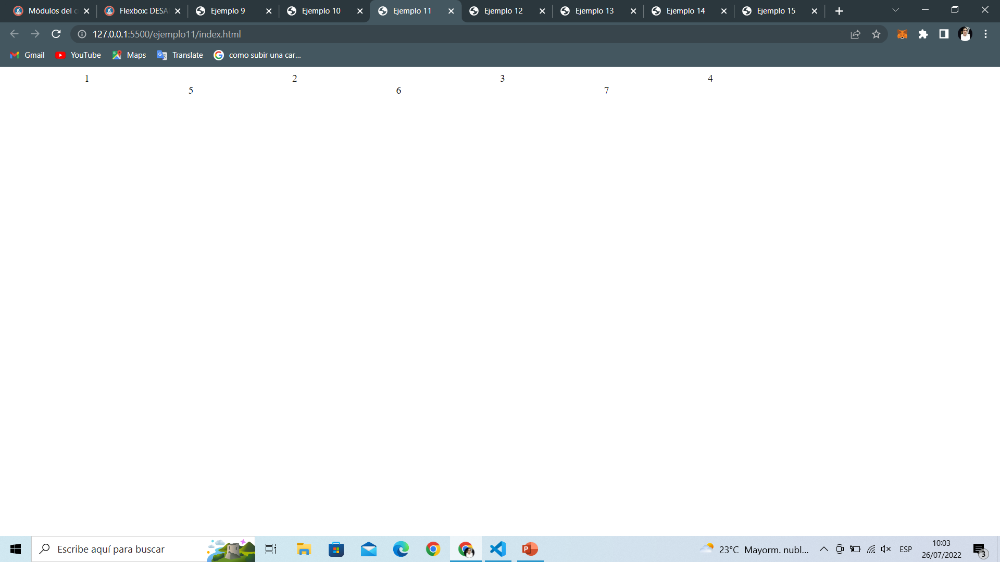 Módulos del c Flexbox: DESA Ejemplo 9 Ejemplo 10 Ejemplo 11 Ejemplo 12 Ejemplo 13 Ejemplo 14 Ejemplo 15
127.0.0.1:5500/ejemplo11/index.html
Gmail YouTube Maps Translate como subir una car...
1 2 3 4
5 6 7
Escribe aquí para buscar 23°C Mayorm. nubl... ESP 10:03
26/07/2022 3